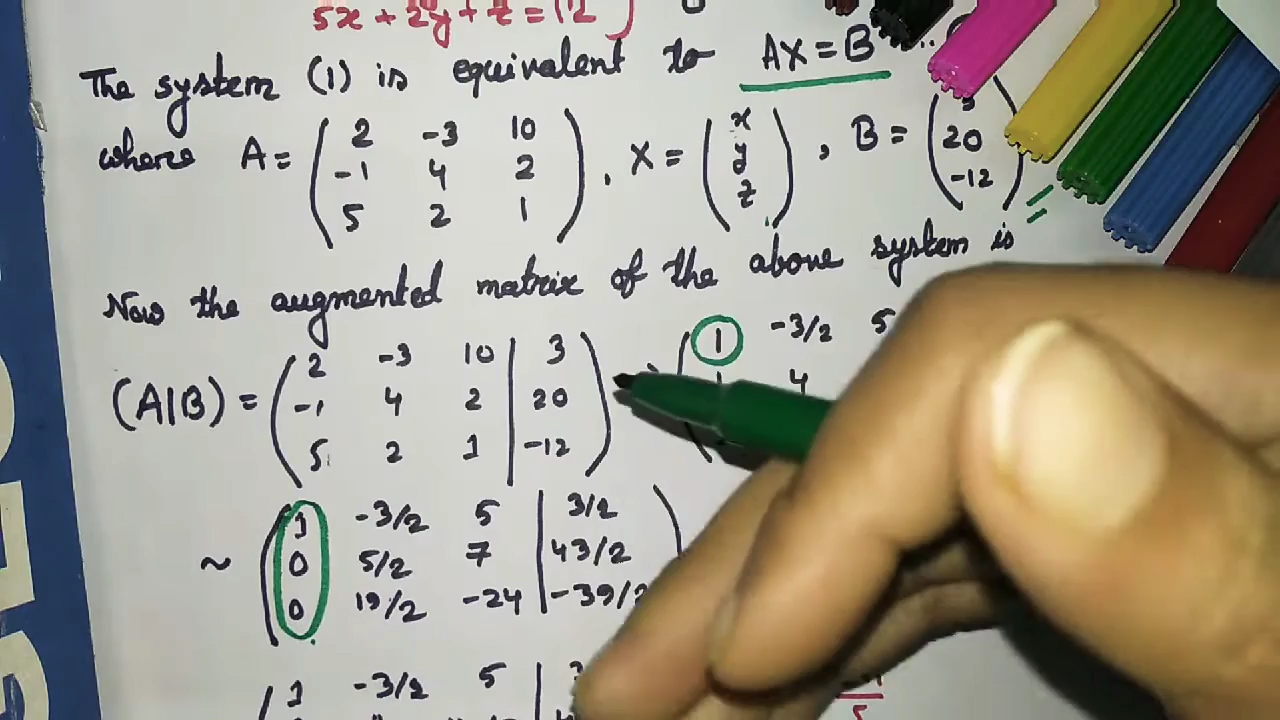 5x + 2y + z = -12
The system (1) is equivalent to AX = B
where A = ( 2 -3 10
-1 4 2
5 2 1 ) , X = ( x
y
z ) , B = ( 3
20
-12 )
Now the augmented matrix of the above system is
(A|B) = ( 2 -3 10 | 3
-1 4 2 | 20
5 2 1 | -12 )
( 1 -3/2 5
4
~ ( 1 -3/2 5 | 3/2
0 5/2 7 | 43/2
0 19/2 -24 | -39/2
( 1 -3/2 5 |
5